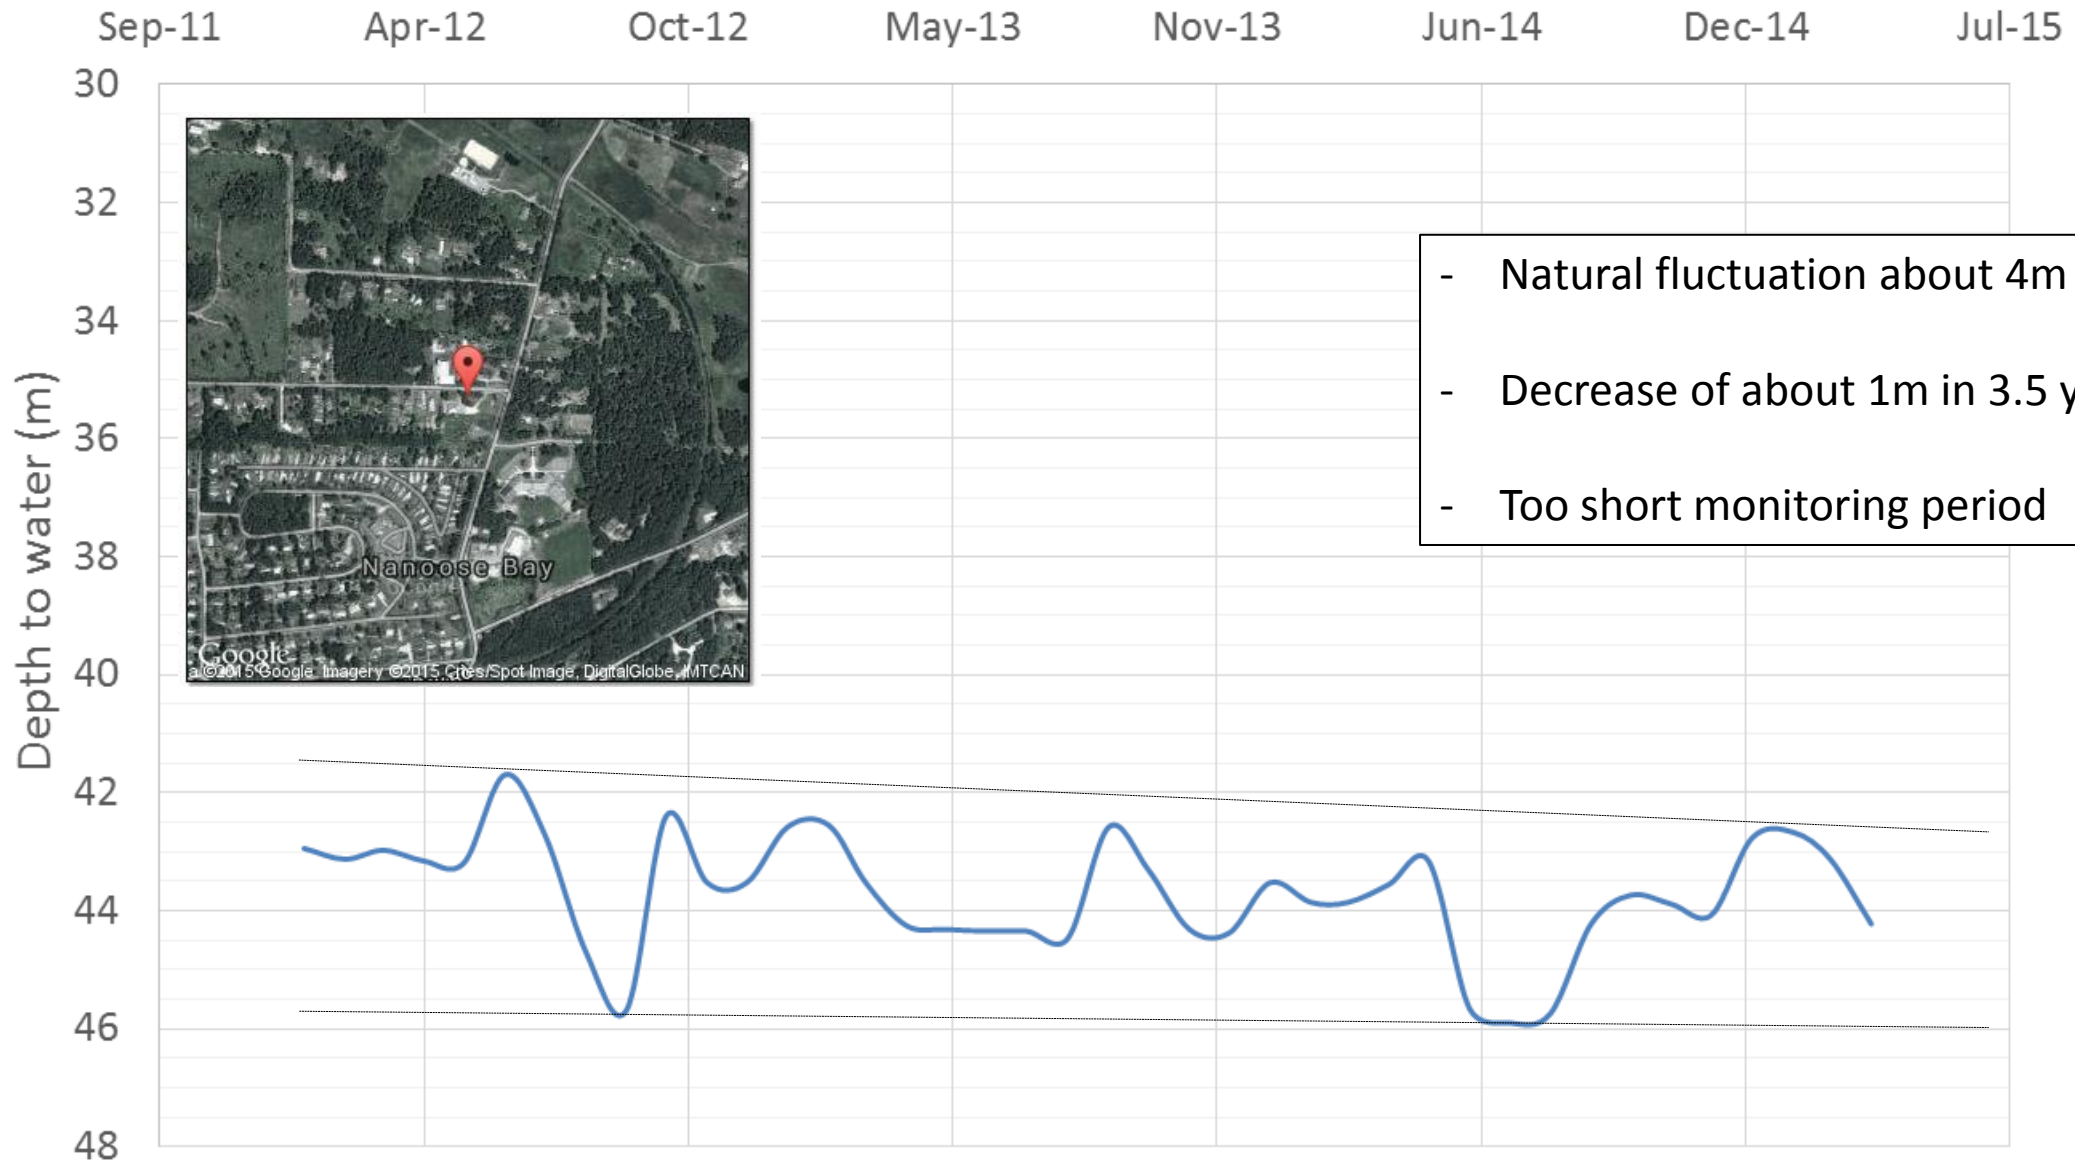 Sep-11 Apr-12 Oct-12 May-13 Nov-13 Jun-14 Dec-14 Jul-15
30
32
34
36
38
40
42
44
46
48
Depth to water (m)
Nanoose Bay
Google
a ©2015 Google Imagery ©2015 Cnes/Spot Image, DigitalGlobe, IMTCAN
- Natural fluctuation about 4m
- Decrease of about 1m in 3.5 y
- Too short monitoring period